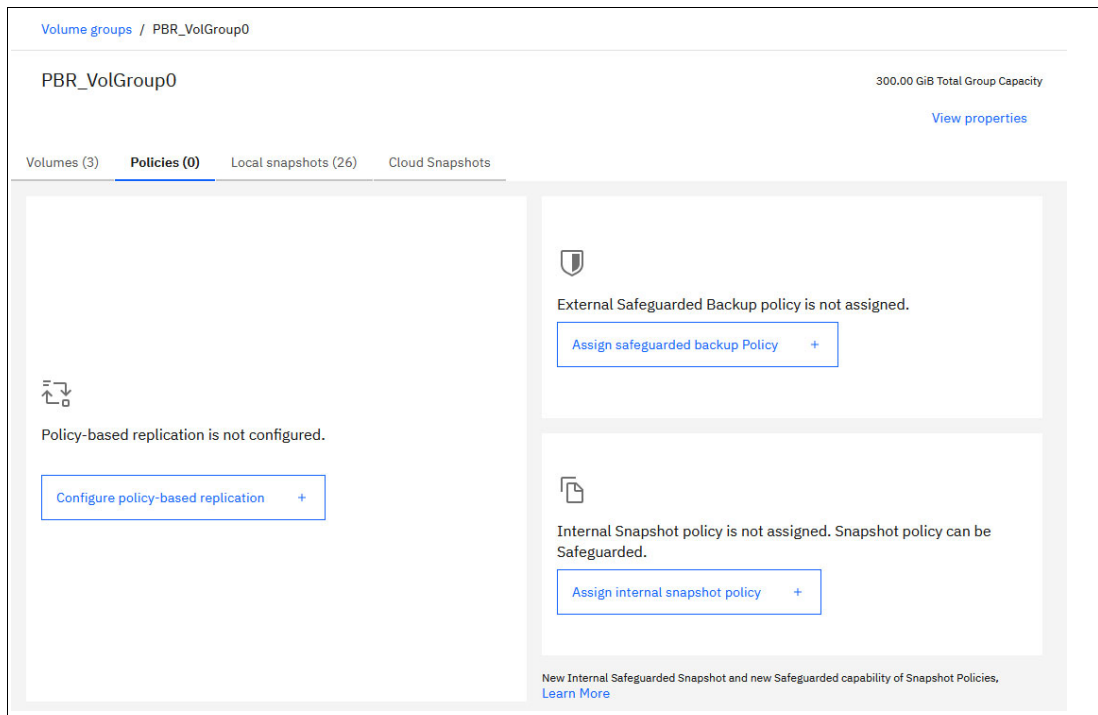 Volume groups / PBR_VolGroup0
PBR_VolGroup0
300.00 GiB Total Group Capacity
View properties
Volumes (3) Policies (0) Local snapshots (26) Cloud Snapshots
Policy-based replication is not configured.
Configure policy-based replication +
External Safeguarded Backup policy is not assigned.
Assign safeguarded backup Policy +
Internal Snapshot policy is not assigned. Snapshot policy can be
Safeguarded.
Assign internal snapshot policy +
New Internal Safeguarded Snapshot and new Safeguarded capability of Snapshot Policies,
Learn More